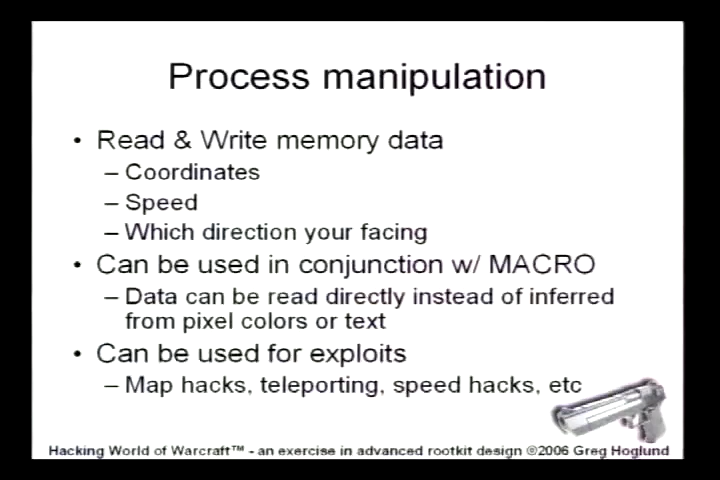 Process manipulation
• Read & Write memory data
– Coordinates
– Speed
– Which direction your facing
• Can be used in conjunction w/ MACRO
– Data can be read directly instead of inferred
from pixel colors or text
• Can be used for exploits
– Map hacks, teleporting, speed hacks, etc
Hacking World of Warcraft™ - an exercise in advanced rootkit design ©2006 Greg Hoglund